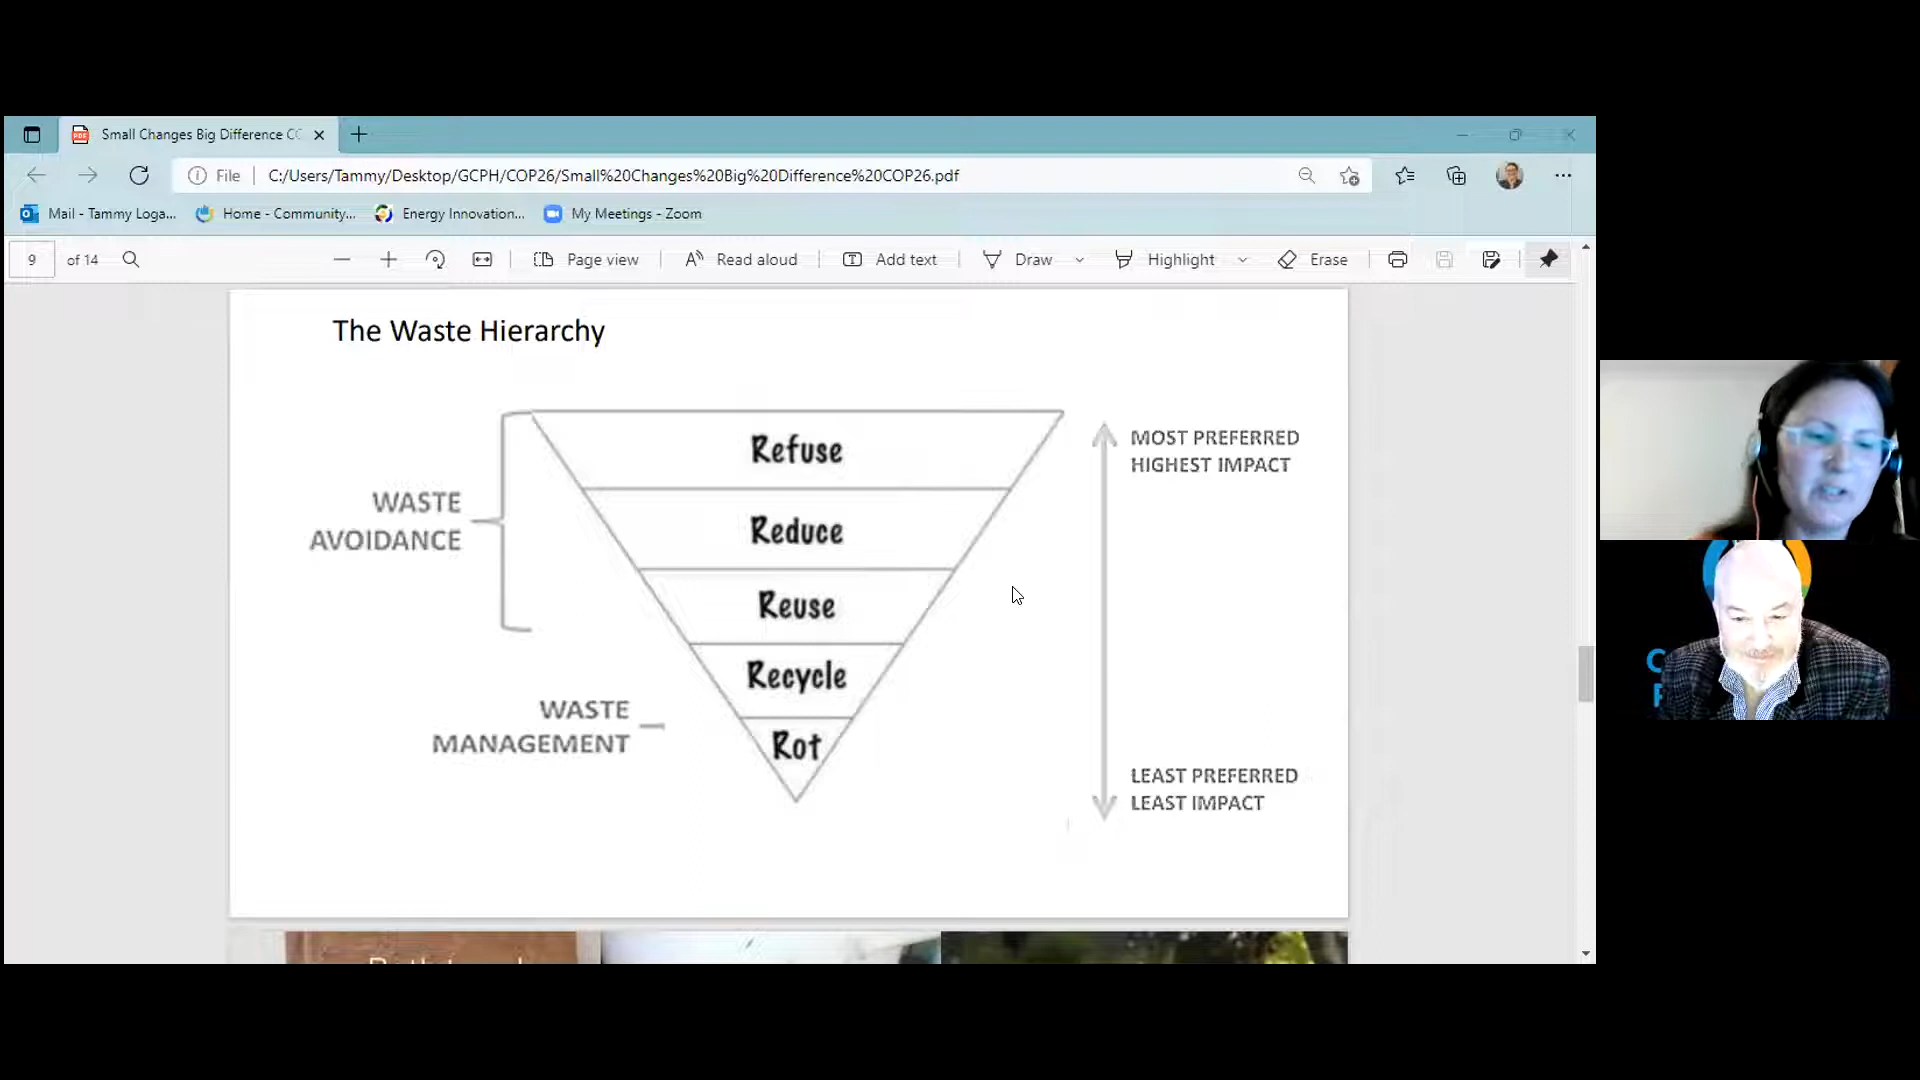 Small Changes Big Difference CO
File
C:/Users/Tammy/Desktop/GCPH/COP26/Small%20Changes%20Big%20Difference%20COP26.pdf
Mail - Tammy Loga...
Home - Community...
Energy Innovation...
My Meetings - Zoom
9 of 14
Page view
Read aloud
Add text
Draw
Highlight
Erase
The Waste Hierarchy
Refuse
Reduce
Reuse
Recycle
Rot
WASTE
AVOIDANCE
WASTE
MANAGEMENT
MOST PREFERRED
HIGHEST IMPACT
LEAST PREFERRED
LEAST IMPACT